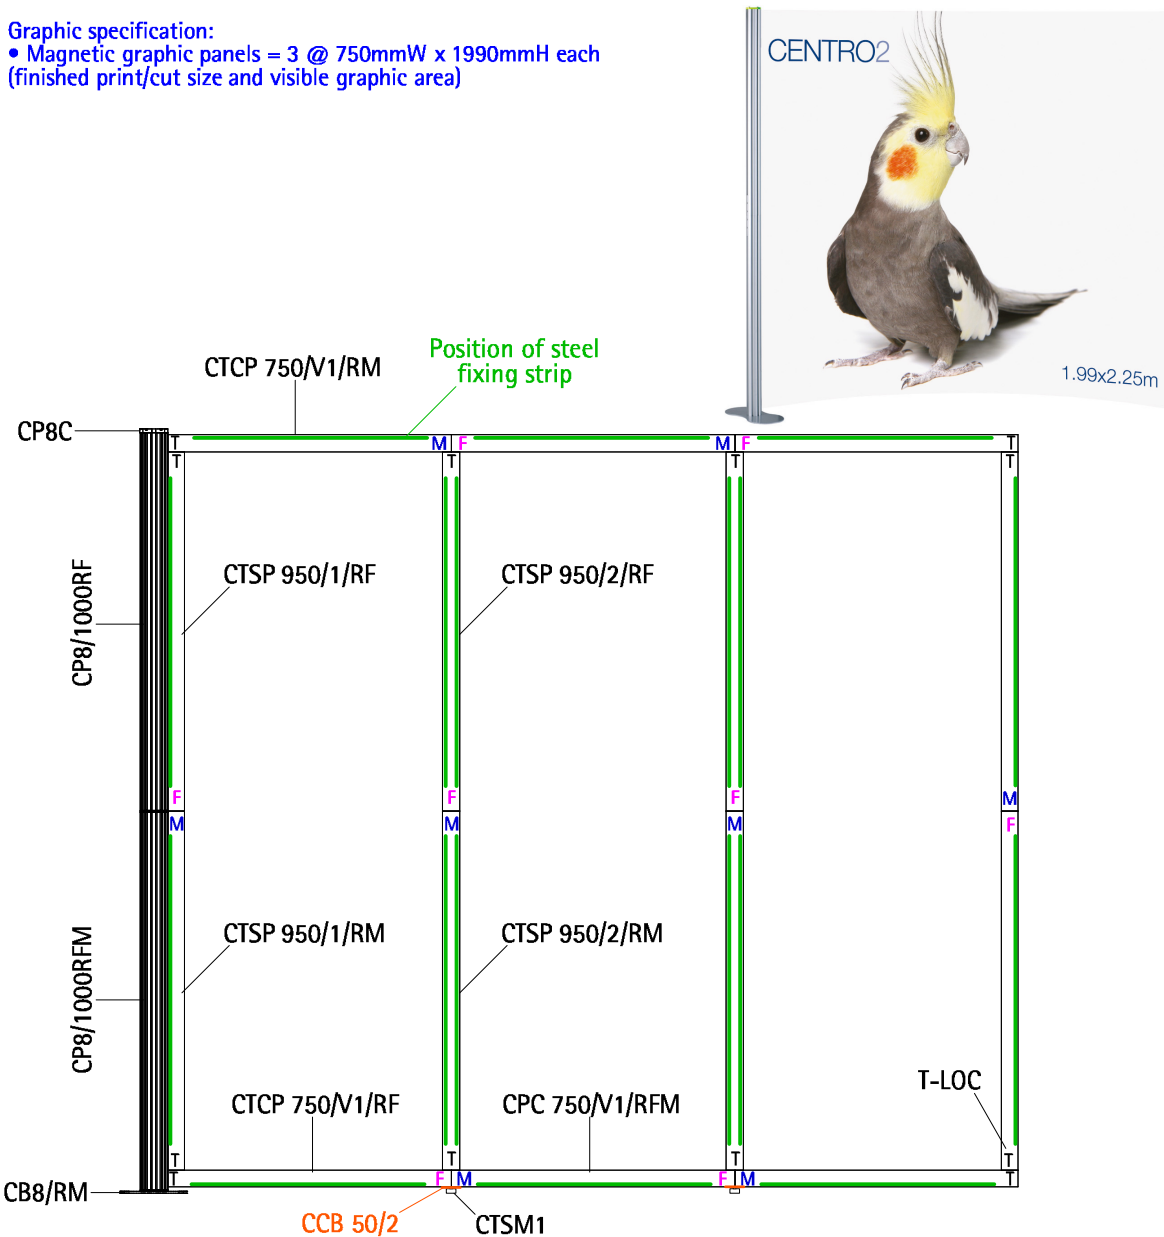 Graphic specification:
• Magnetic graphic panels = 3 @ 750mmW x 1990mmH each
(finished print/cut size and visible graphic area)
CENTRO2
1.99x2.25m
Position of steel
fixing strip
CTCP 750/V1/RM
CP8C
T M F M F T
T T T T
CP8/1000RF
CTSP 950/1/RF
CTSP 950/2/RF
F F F M
M M M F
CP8/1000RFM
CTSP 950/1/RM
CTSP 950/2/RM
T-LOC
CTCP 750/V1/RF
CPC 750/V1/RFM
T T T T
T F M F M T
CB8/RM
CCB 50/2
CTSM1